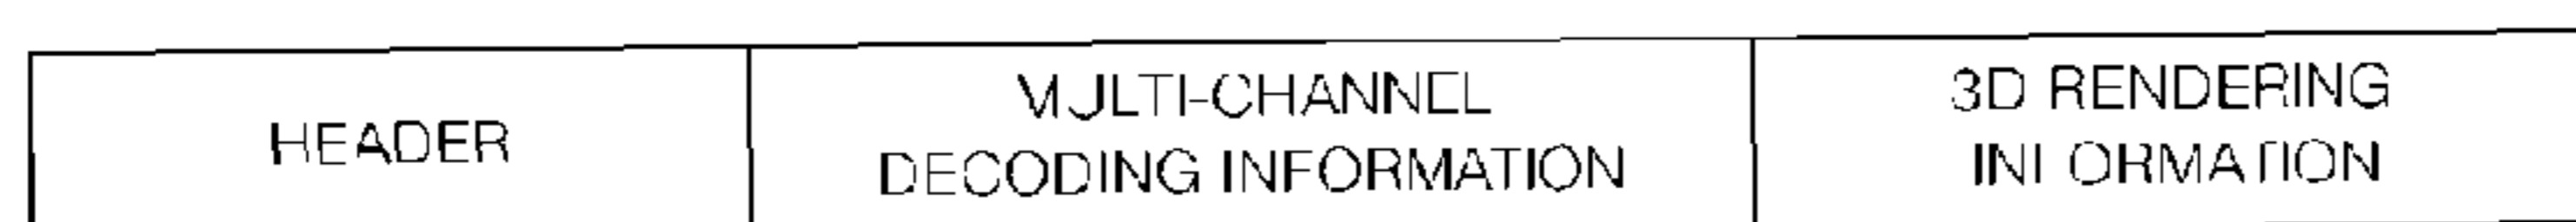 HEADER
MULTI-CHANNEL
DECODING INFORMATION
3D RENDERING
INFORMATION